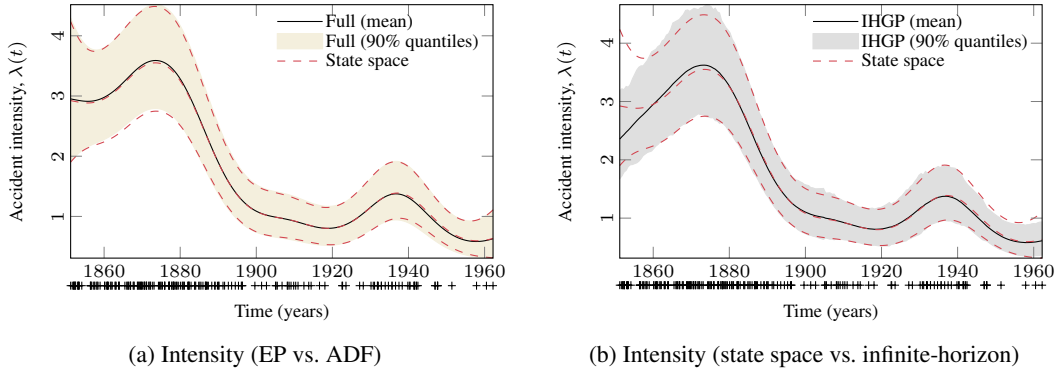 Full (mean)
Full (90% quantiles)
State space
Accident intensity, λ(t)
4
3
2
1
1860 1880 1900 1920 1940 1960
Time (years)
(a) Intensity (EP vs. ADF)
IHGP (mean)
IHGP (90% quantiles)
State space
Accident intensity, λ(t)
4
3
2
1
1860 1880 1900 1920 1940 1960
Time (years)
(b) Intensity (state space vs. infinite-horizon)